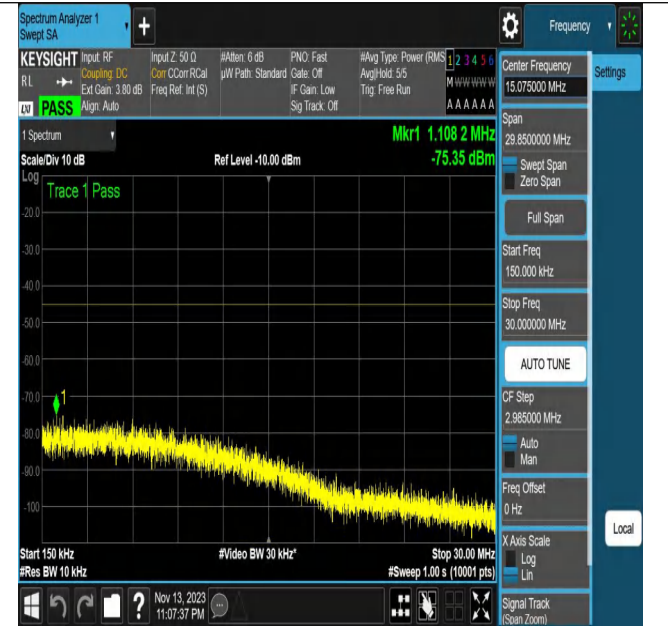 Spectrum Analyzer 1
Swept SA
+
Frequency
KEYSIGHT
RL
LXI
PASS
Input: RF
Coupling: DC
Ext Gain: 3.80 dB
Align: Auto
Input Z: 50 Ω
Corr CCorr RCal
Freq Ref: Int (S)
#Atten: 6 dB
µW Path: Standard
PNO: Fast
Gate: Off
IF Gain: Low
Sig Track: Off
#Avg Type: Power (RMS
Avg|Hold: 5/5
Trig: Free Run
1 2 3 4 5 6
M W W W W W
A A A A A A
1 Spectrum
Scale/Div 10 dB
Ref Level -10.00 dBm
Mkr1 1.108 2 MHz
-75.35 dBm
Log
Trace 1 Pass
-20.0
-30.0
-40.0
-50.0
-60.0
-70.0
1
-80.0
-90.0
-100
Start 150 kHz
#Video BW 30 kHz*
Stop 30.00 MHz
#Res BW 10 kHz
#Sweep 1.00 s (10001 pts)
?
Nov 13, 2023
11:07:37 PM
Center Frequency
15.075000 MHz
Settings
Span
29.8500000 MHz
Swept Span
Zero Span
Full Span
Start Freq
150.000 kHz
Stop Freq
30.000000 MHz
AUTO TUNE
CF Step
2.985000 MHz
Auto
Man
Freq Offset
0 Hz
X Axis Scale
Log
Lin
Local
Signal Track
(Span Zoom)